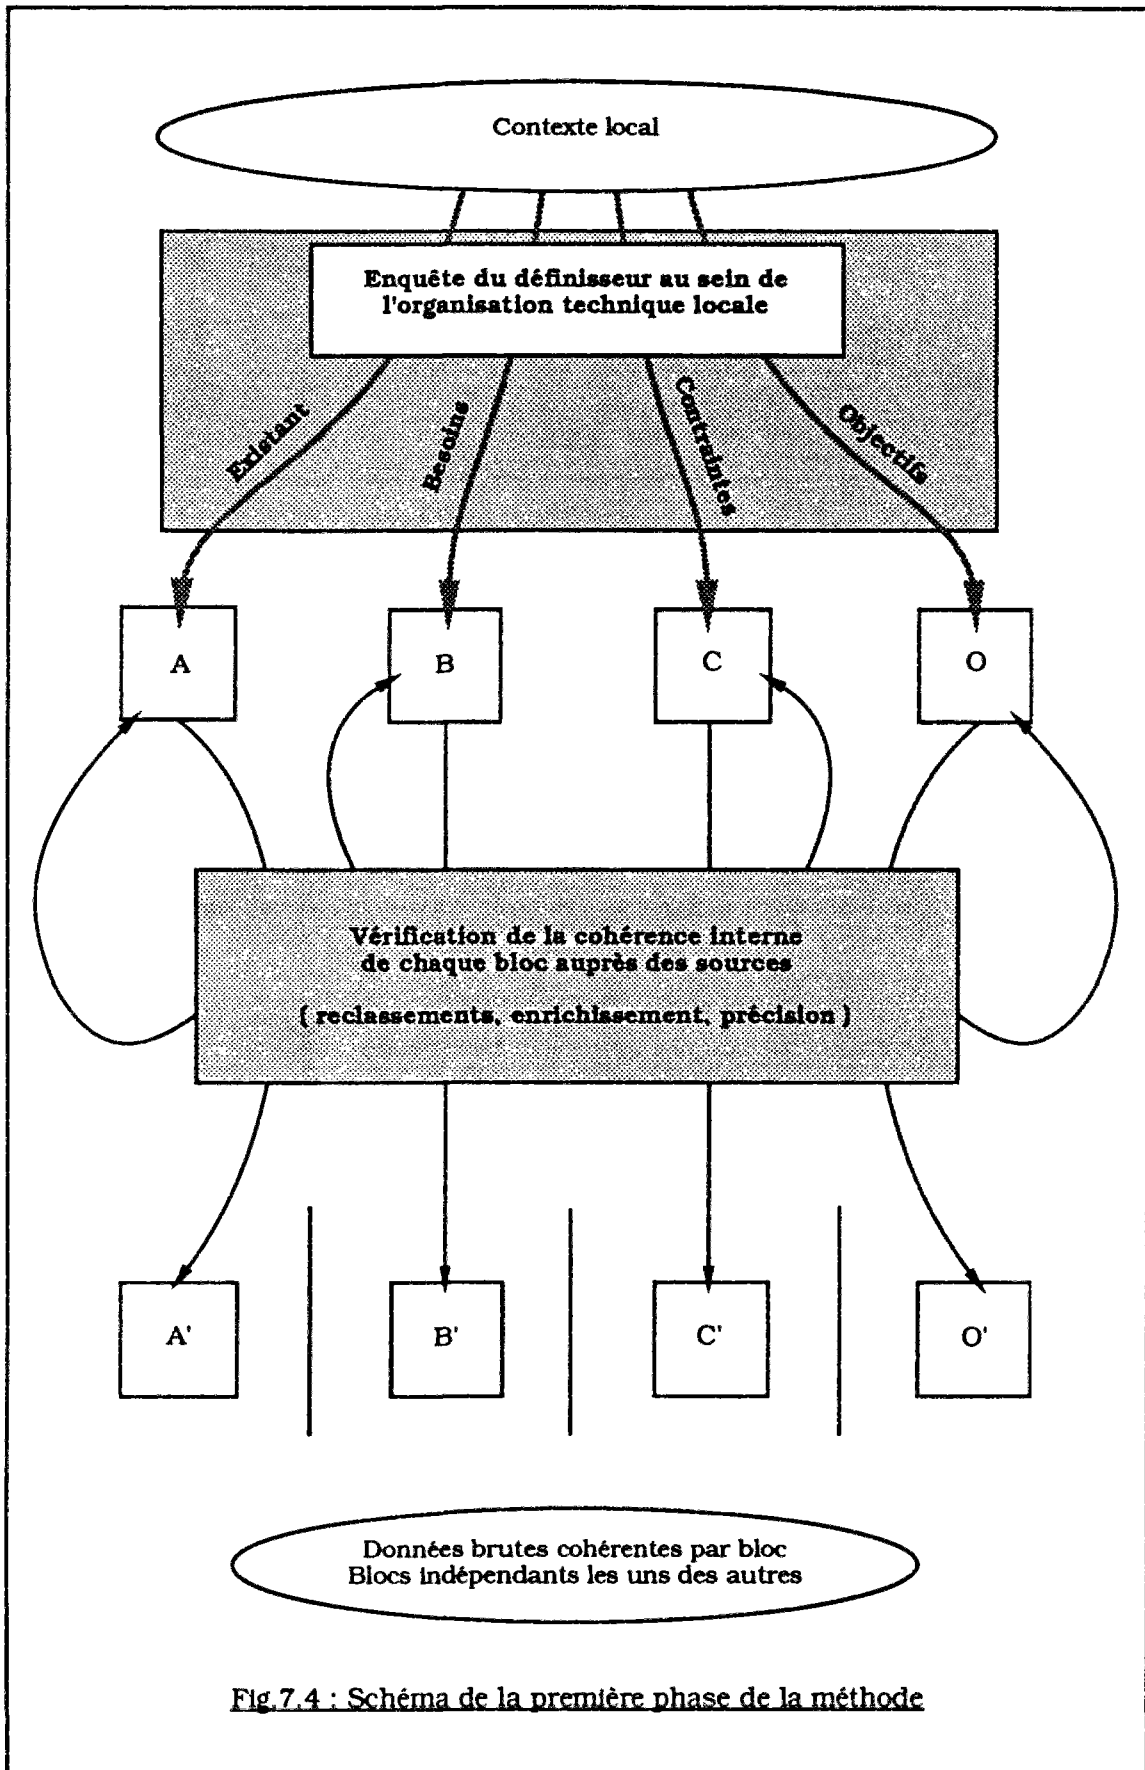 Contexte local
Enquête du définisseur au sein de
l'organisation technique locale
Existant
Besoins
Contraintes
Objectifs
A
B
C
O
Vérification de la cohérence interne
de chaque bloc auprès des sources
( reclassements, enrichissement, précision )
A'
B'
C'
O'
Données brutes cohérentes par bloc
Blocs indépendants les uns des autres
Fig.7.4 : Schéma de la première phase de la méthode